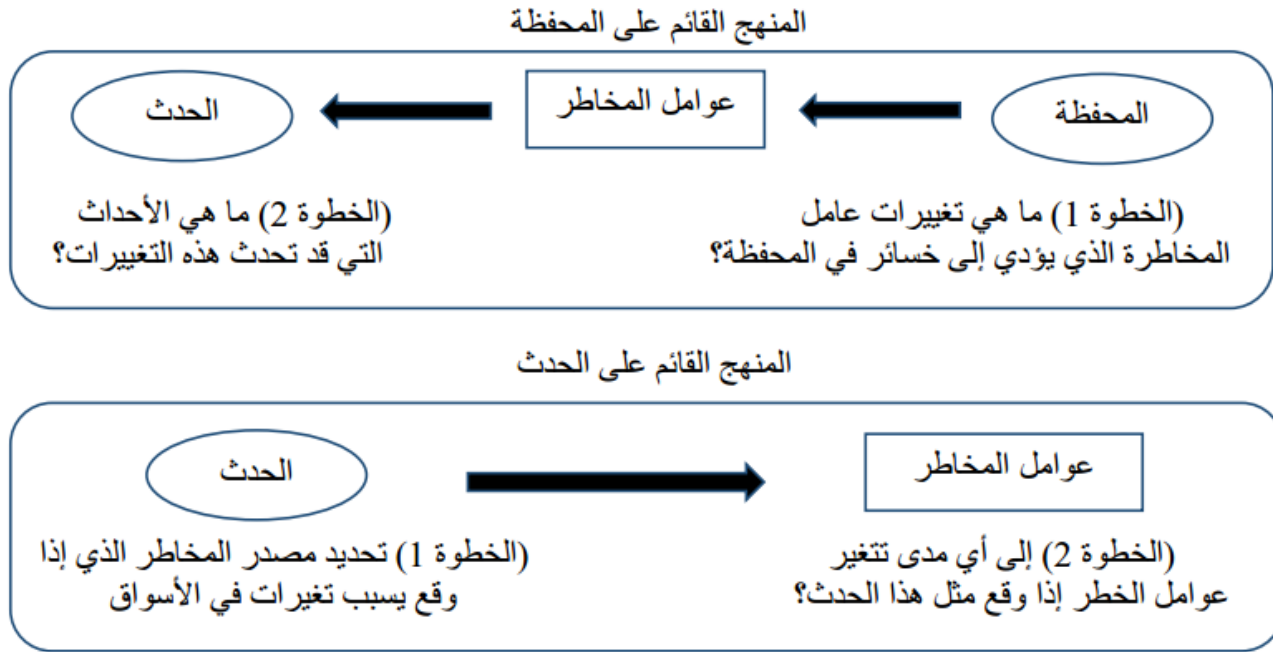 المنهج القائم على المحفظة
المحفظة
عوامل المخاطر
الحدث
(الخطوة 1) ما هي تغييرات عامل
المخاطرة الذي يؤدي إلى خسائر في المحفظة؟
(الخطوة 2) ما هي الأحداث
التي قد تحدث هذه التغييرات؟
المنهج القائم على الحدث
عوامل المخاطر
الحدث
(الخطوة 2) إلى أي مدى تتغير
عوامل الخطر إذا وقع مثل هذا الحدث؟
(الخطوة 1) تحديد مصدر المخاطر الذي إذا
وقع يسبب تغيرات في الأسواق